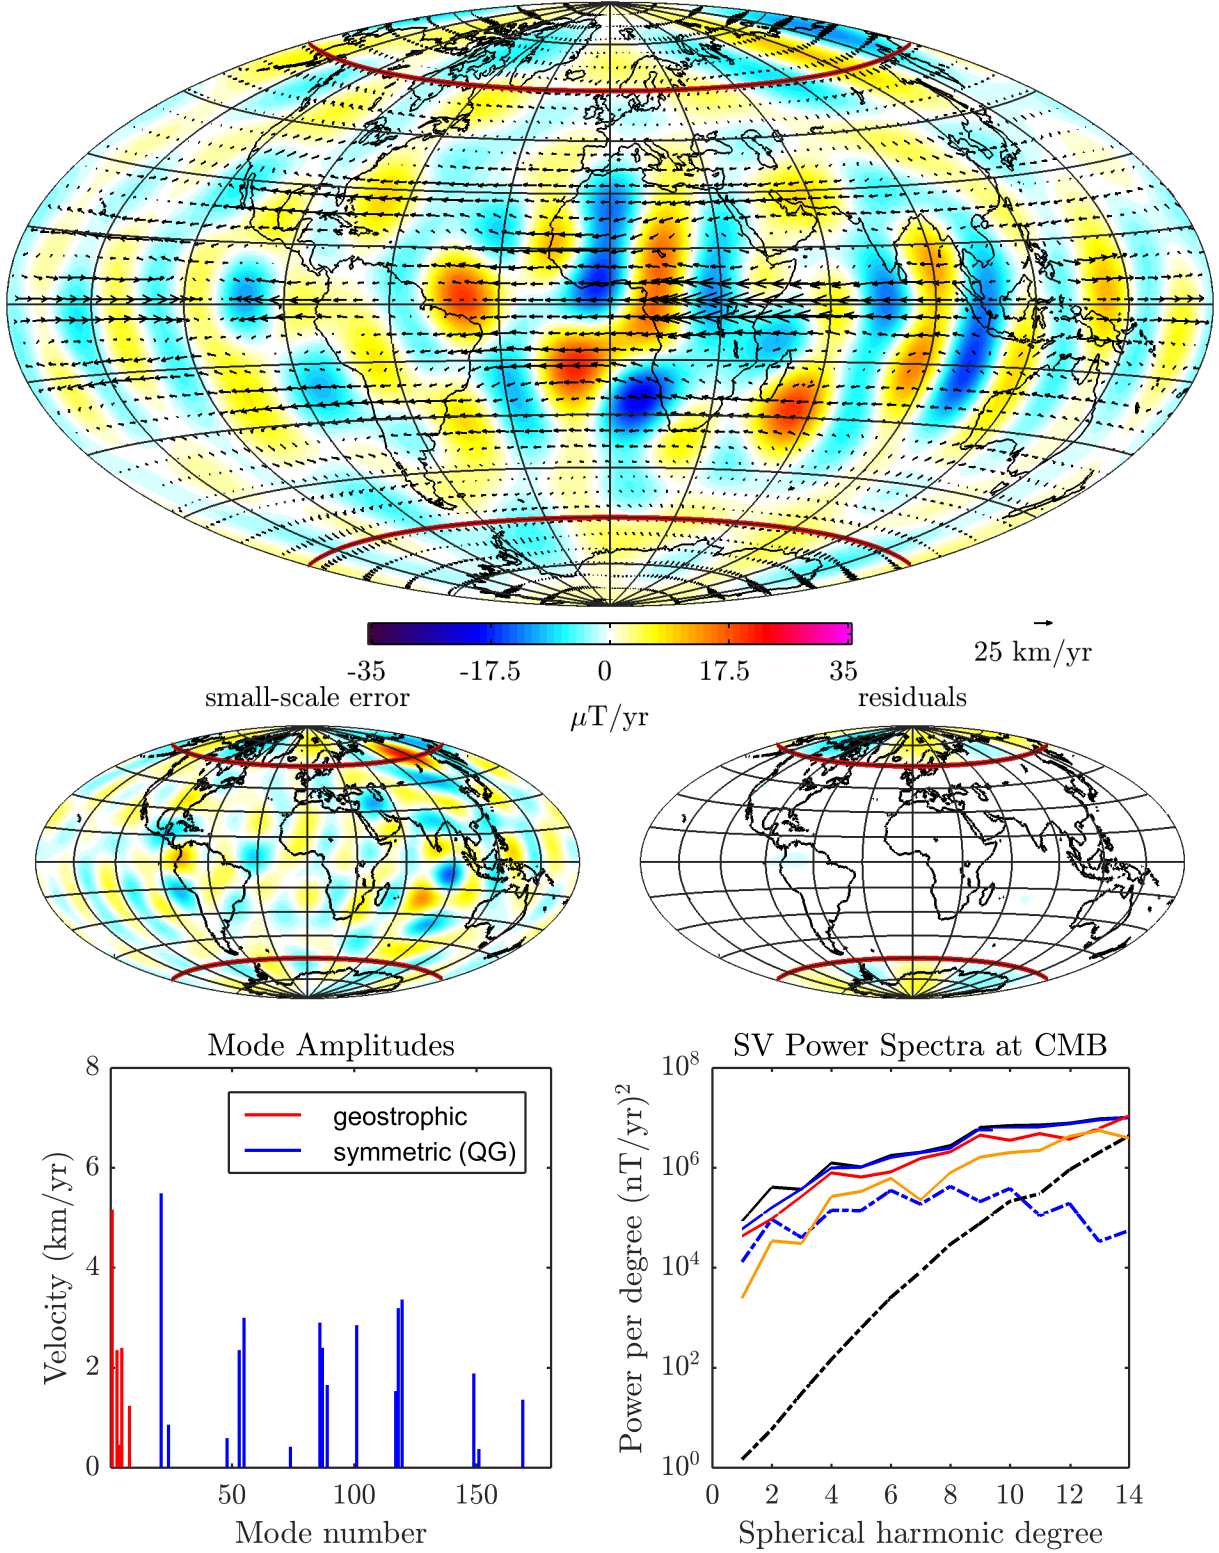 -35 -17.5 0 17.5 35
25 km/yr
μT/yr
small-scale error
residuals
Mode Amplitudes
8
6
4
2
0
Velocity (km/yr)
geostrophic
symmetric (QG)
50 100 150
Mode number
SV Power Spectra at CMB
10^8
10^6
10^4
10^2
10^0
Power per degree (nT/yr)^2
0 2 4 6 8 10 12 14
Spherical harmonic degree